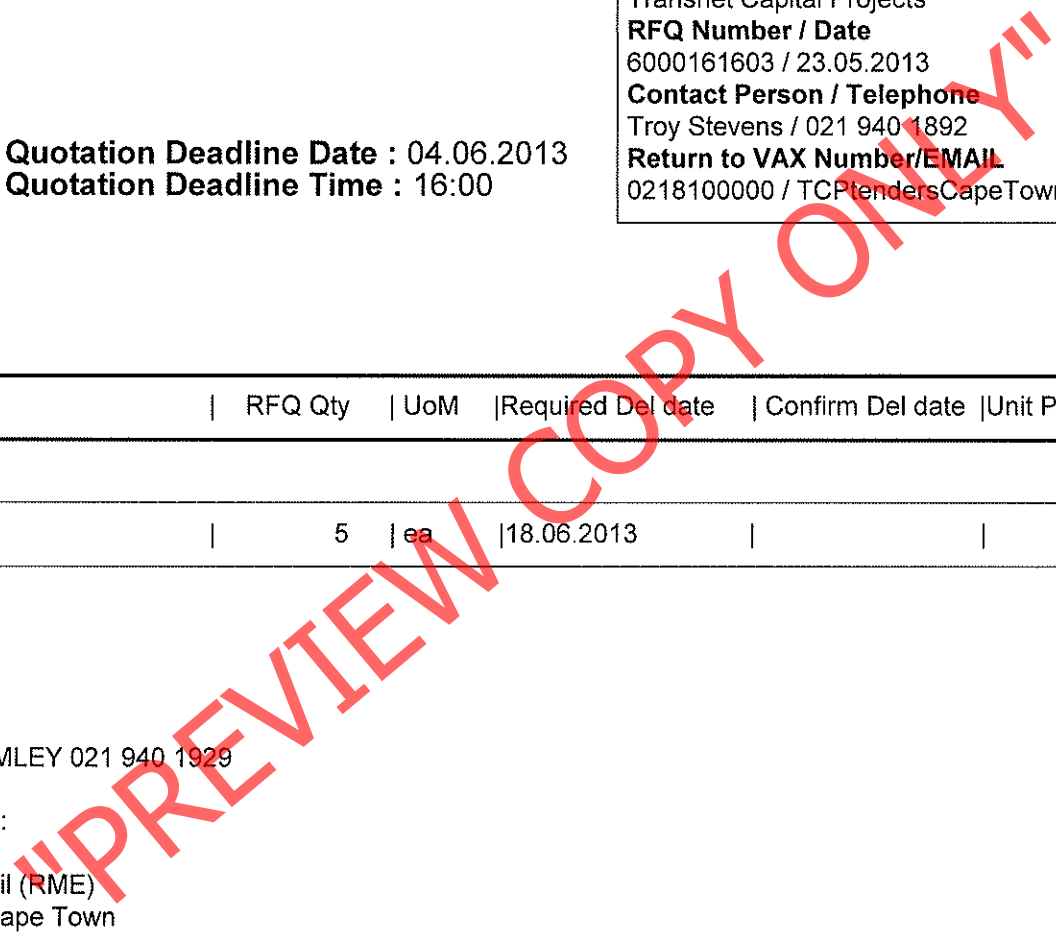 Transnet Capital Projects
RFQ Number / Date
6000161603 / 23.05.2013
Contact Person / Telephone
Troy Stevens / 021 940 1892
Return to VAX Number/EMAIL
0218100000 / TCPtendersCapeTown
Quotation Deadline Date : 04.06.2013
Quotation Deadline Time : 16:00
| RFQ Qty | UoM |Required Del date | Confirm Del date |Unit P
| 5 | ea |18.06.2013 | |
MLEY 021 940 1929
:
il (RME)
ape Town
"PREVIEW COPY ONLY"